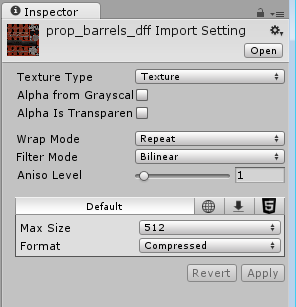 Inspector
prop_barrels_dff Import Setting
Open
Texture Type Texture
Alpha from Grayscal
Alpha Is Transparen
Wrap Mode Repeat
Filter Mode Bilinear
Aniso Level 1
Default
Max Size 512
Format Compressed
Revert Apply